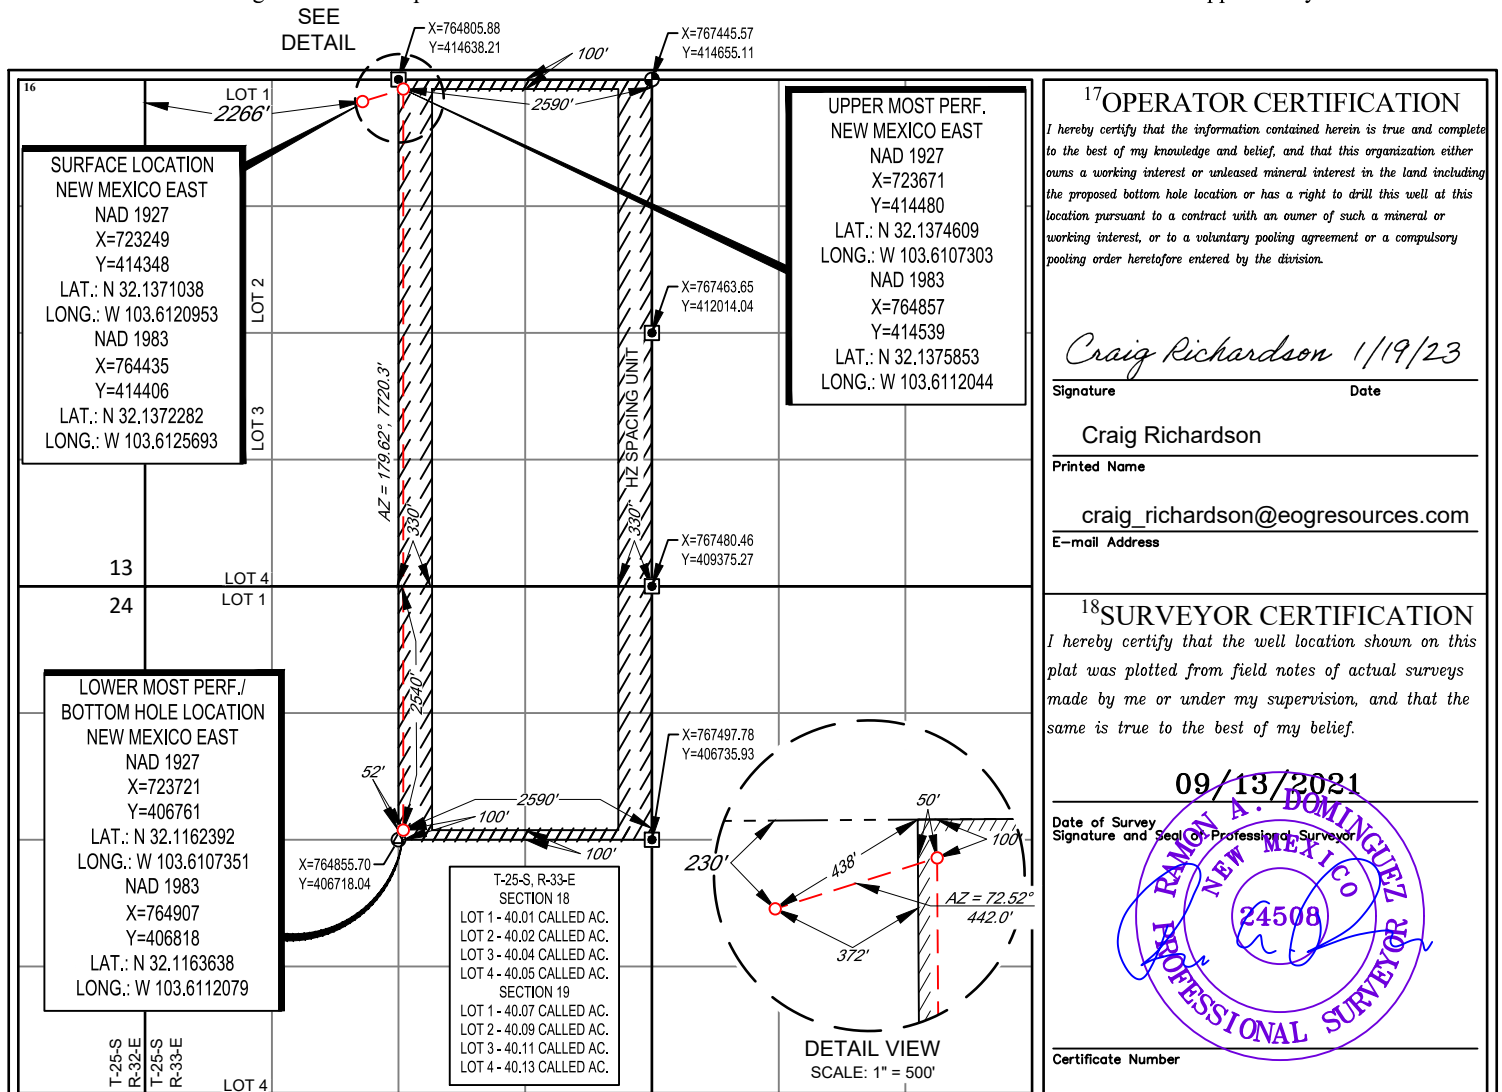 SEE
DETAIL
X=764805.88
Y=414638.21
X=767445.57
Y=414655.11
100'
16
LOT 1
2266'
2590'
SURFACE LOCATION
NEW MEXICO EAST
NAD 1927
X=723249
Y=414348
LAT.: N 32.1371038
LONG.: W 103.6120953
NAD 1983
X=764435
Y=414406
LAT.: N 32.1372282
LONG.: W 103.6125693
LOT 2
LOT 3
UPPER MOST PERF.
NEW MEXICO EAST
NAD 1927
X=723671
Y=414480
LAT.: N 32.1374609
LONG.: W 103.6107303
NAD 1983
X=764857
Y=414539
LAT.: N 32.1375853
LONG.: W 103.6112044
X=767463.65
Y=412014.04
AZ = 179.62°, 7720.3'
HZ SPACING UNIT
330'
330'
X=767480.46
Y=409375.27
13
LOT 4
24
LOT 1
2540'
LOWER MOST PERF./
BOTTOM HOLE LOCATION
NEW MEXICO EAST
NAD 1927
X=723721
Y=406761
LAT.: N 32.1162392
LONG.: W 103.6107351
NAD 1983
X=764907
Y=406818
LAT.: N 32.1163638
LONG.: W 103.6112079
X=767497.78
Y=406735.93
52'
2590'
100'
100'
X=764855.70
Y=406718.04
T-25-S, R-33-E
SECTION 18
LOT 1 - 40.01 CALLED AC.
LOT 2 - 40.02 CALLED AC.
LOT 3 - 40.04 CALLED AC.
LOT 4 - 40.05 CALLED AC.
SECTION 19
LOT 1 - 40.07 CALLED AC.
LOT 2 - 40.09 CALLED AC.
LOT 3 - 40.11 CALLED AC.
LOT 4 - 40.13 CALLED AC.
T-25-S
R-32-E
T-25-S
R-33-E
LOT 4
50'
100'
230'
438'
AZ = 72.52°
442.0'
372'
DETAIL VIEW
SCALE: 1" = 500'
17 OPERATOR CERTIFICATION
I hereby certify that the information contained herein is true and complete
to the best of my knowledge and belief, and that this organization either
owns a working interest or unleased mineral interest in the land including
the proposed bottom hole location or has a right to drill this well at this
location pursuant to a contract with an owner of such a mineral or
working interest, or to a voluntary pooling agreement or a compulsory
pooling order heretofore entered by the division.
Craig Richardson 1/19/23
Signature Date
Craig Richardson
Printed Name
craig_richardson@eogresources.com
E-mail Address
18 SURVEYOR CERTIFICATION
I hereby certify that the well location shown on this
plat was plotted from field notes of actual surveys
made by me or under my supervision, and that the
same is true to the best of my belief.
09/13/2021
Date of Survey
Signature and Seal of Professional Surveyor
RAMON A. DOMINGUEZ
NEW MEXICO
24508
PROFESSIONAL SURVEYOR
Certificate Number